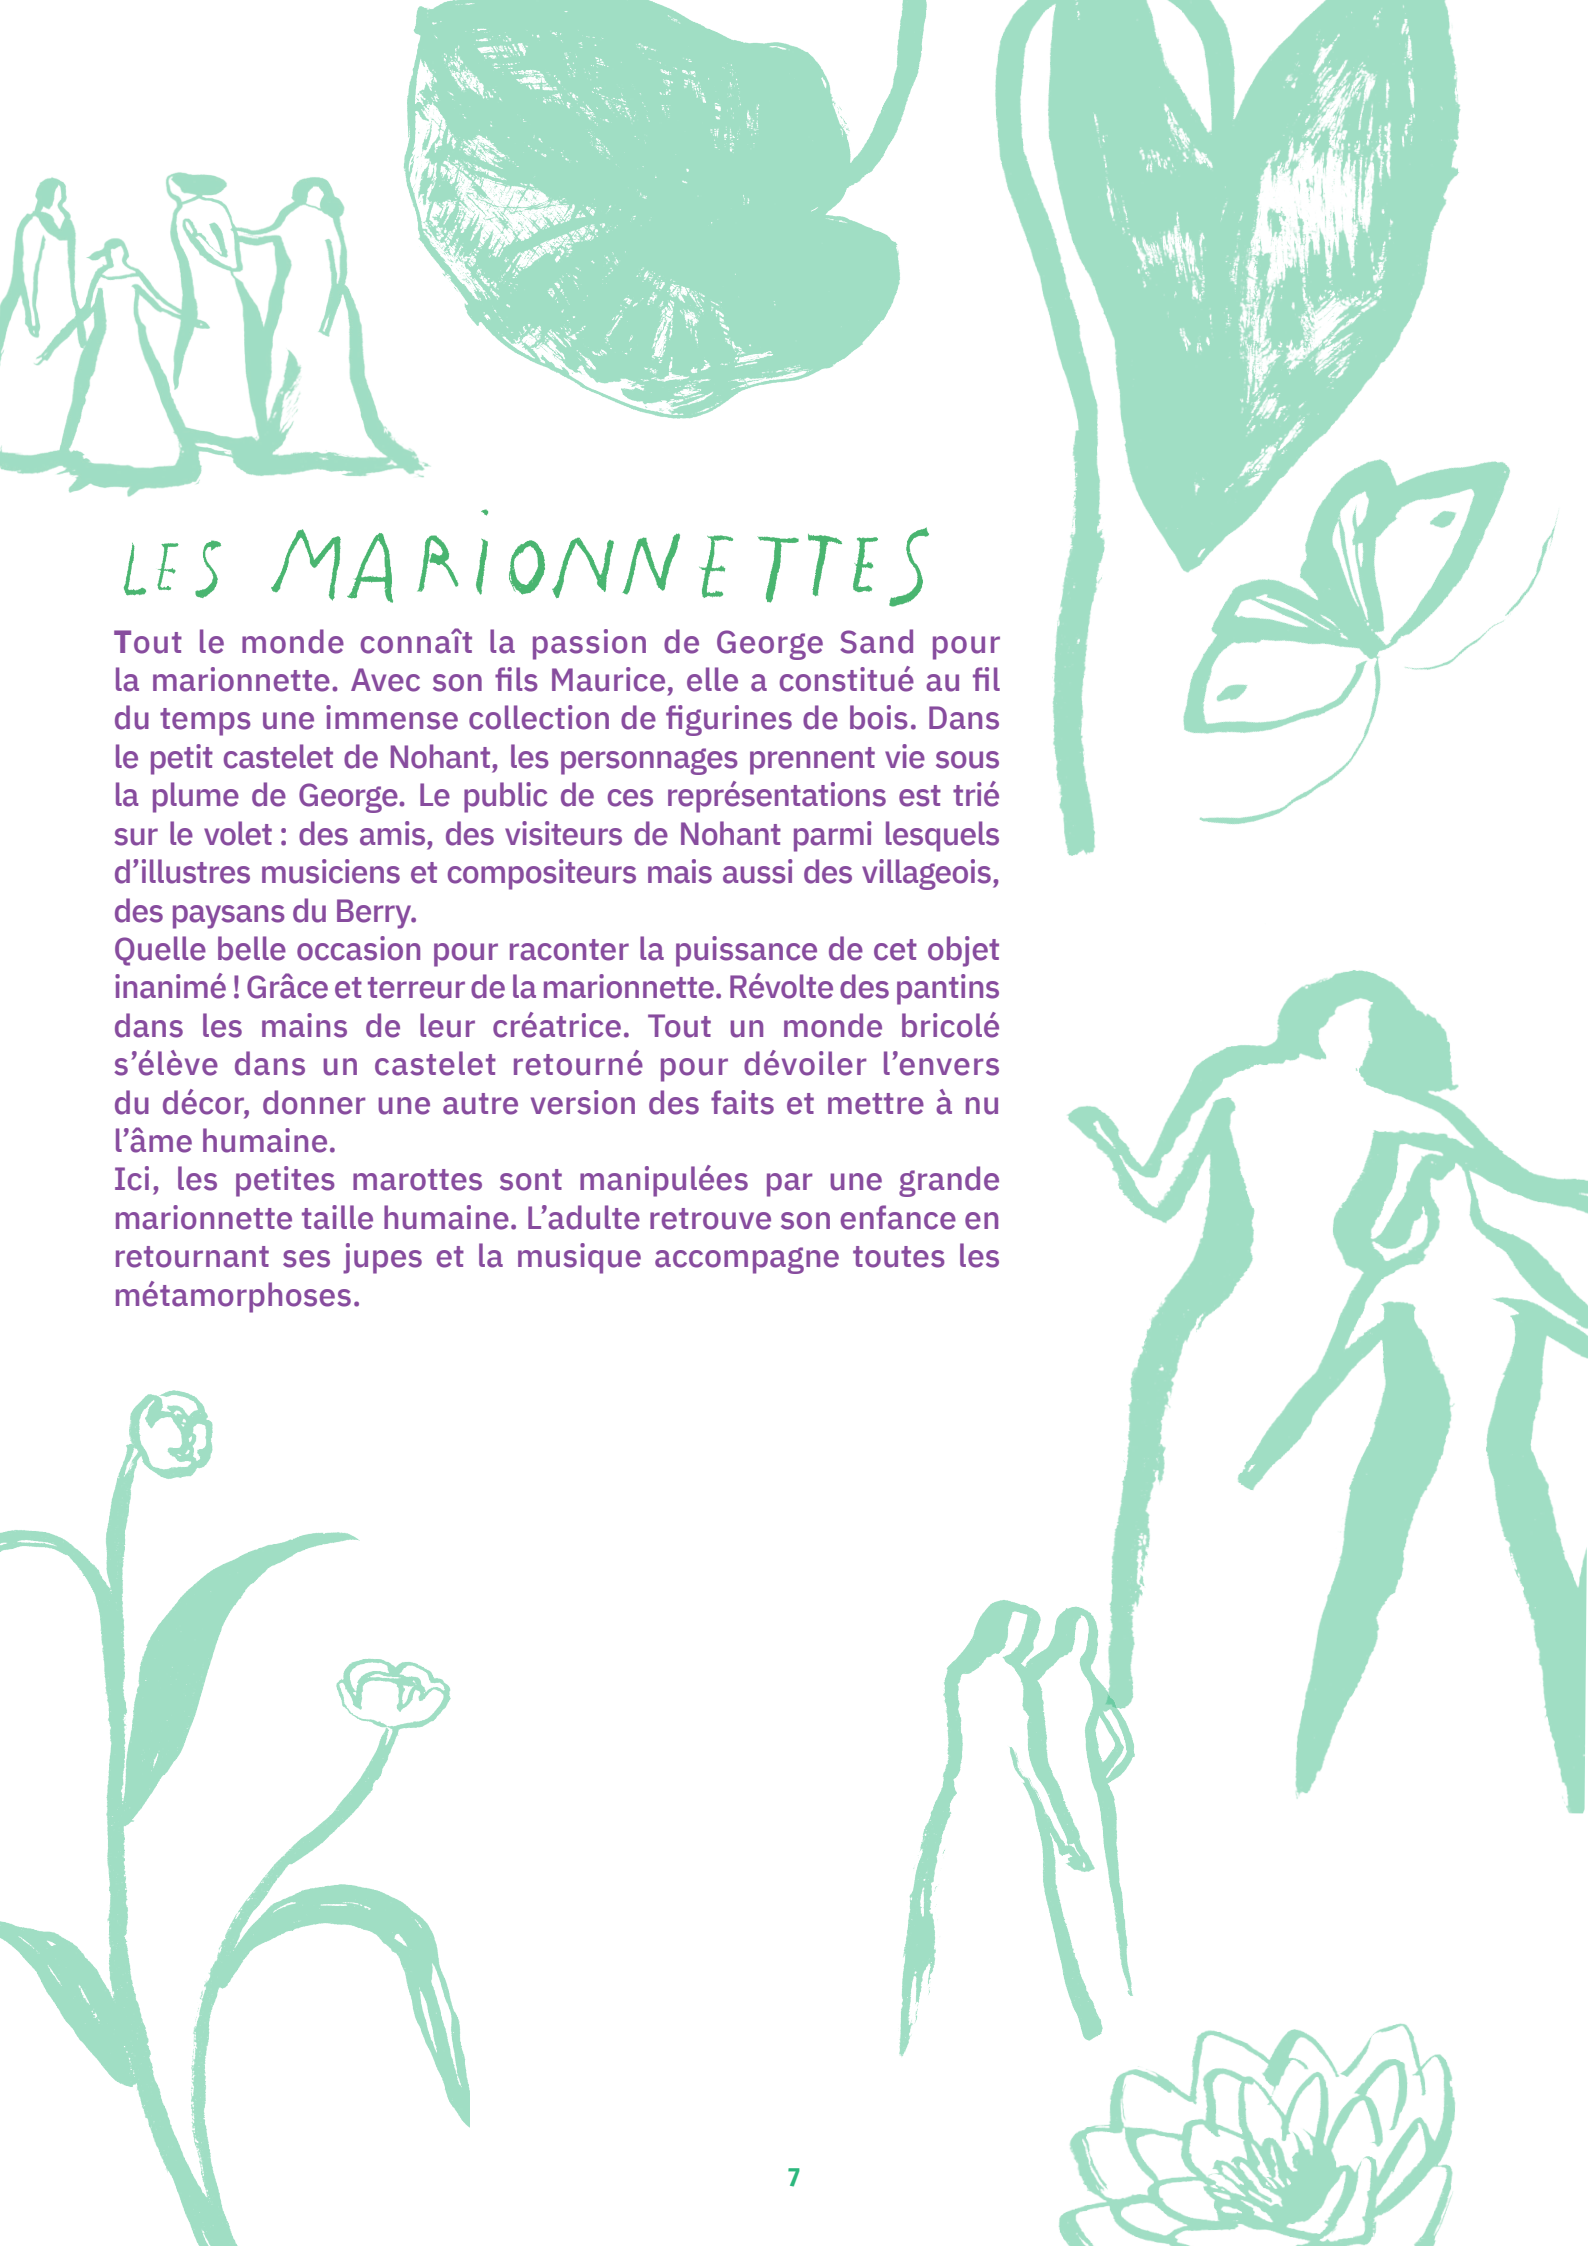 LES MARIONNETTES
Tout le monde connaît la passion de George Sand pour
la marionnette. Avec son fils Maurice, elle a constitué au fil
du temps une immense collection de figurines de bois. Dans
le petit castelet de Nohant, les personnages prennent vie sous
la plume de George. Le public de ces représentations est trié
sur le volet : des amis, des visiteurs de Nohant parmi lesquels
d’illustres musiciens et compositeurs mais aussi des villageois,
des paysans du Berry.
Quelle belle occasion pour raconter la puissance de cet objet
inanimé ! Grâce et terreur de la marionnette. Révolte des pantins
dans les mains de leur créatrice. Tout un monde bricolé
s’élève dans un castelet retourné pour dévoiler l’envers
du décor, donner une autre version des faits et mettre à nu
l’âme humaine.
Ici, les petites marottes sont manipulées par une grande
marionnette taille humaine. L’adulte retrouve son enfance en
retournant ses jupes et la musique accompagne toutes les
métamorphoses.
7